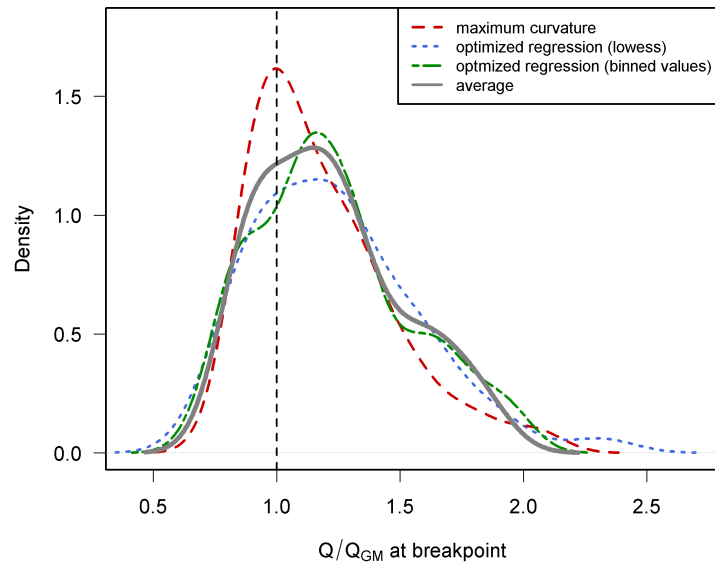 maximum curvature
optimized regression (lowess)
optmized regression (binned values)
average
1.5
1.0
0.5
0.0
Density
0.5 1.0 1.5 2.0 2.5
Q/QGM at breakpoint